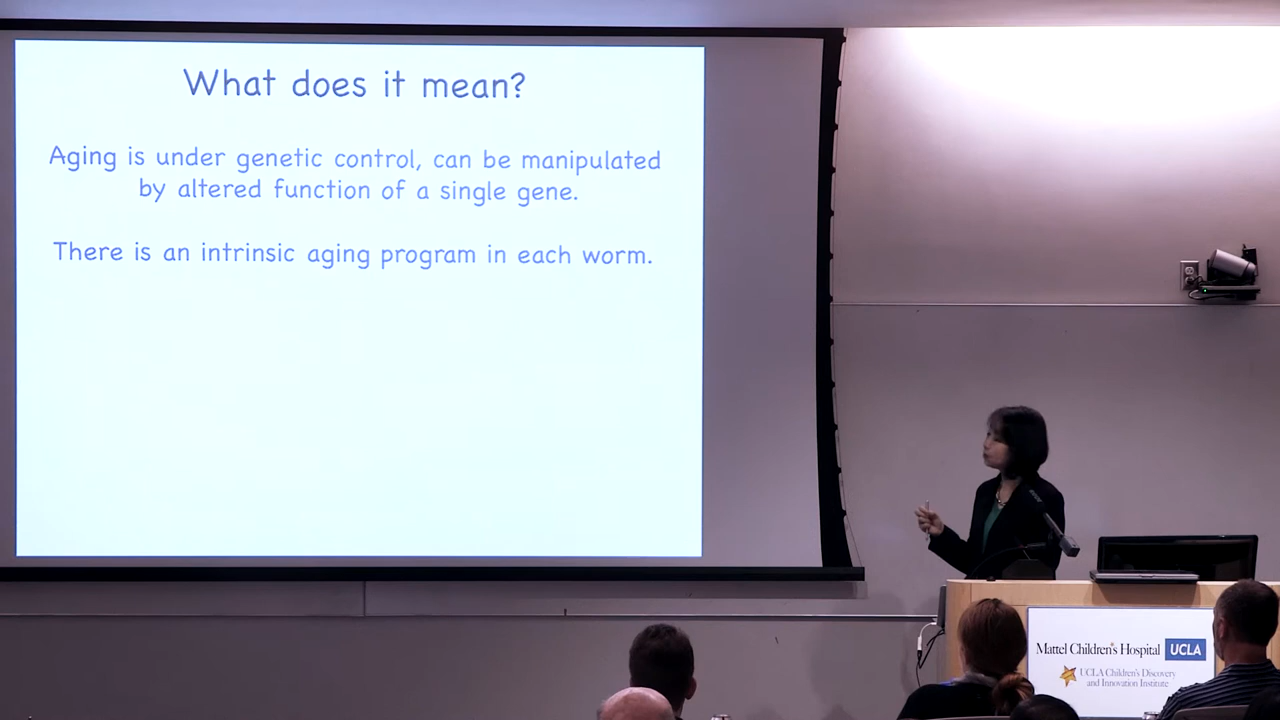 What does it mean?
Aging is under genetic control, can be manipulated
by altered function of a single gene.
There is an intrinsic aging program in each worm.
Mattel Children's Hospital UCLA
UCLA Children's Discovery
and Innovation Institute